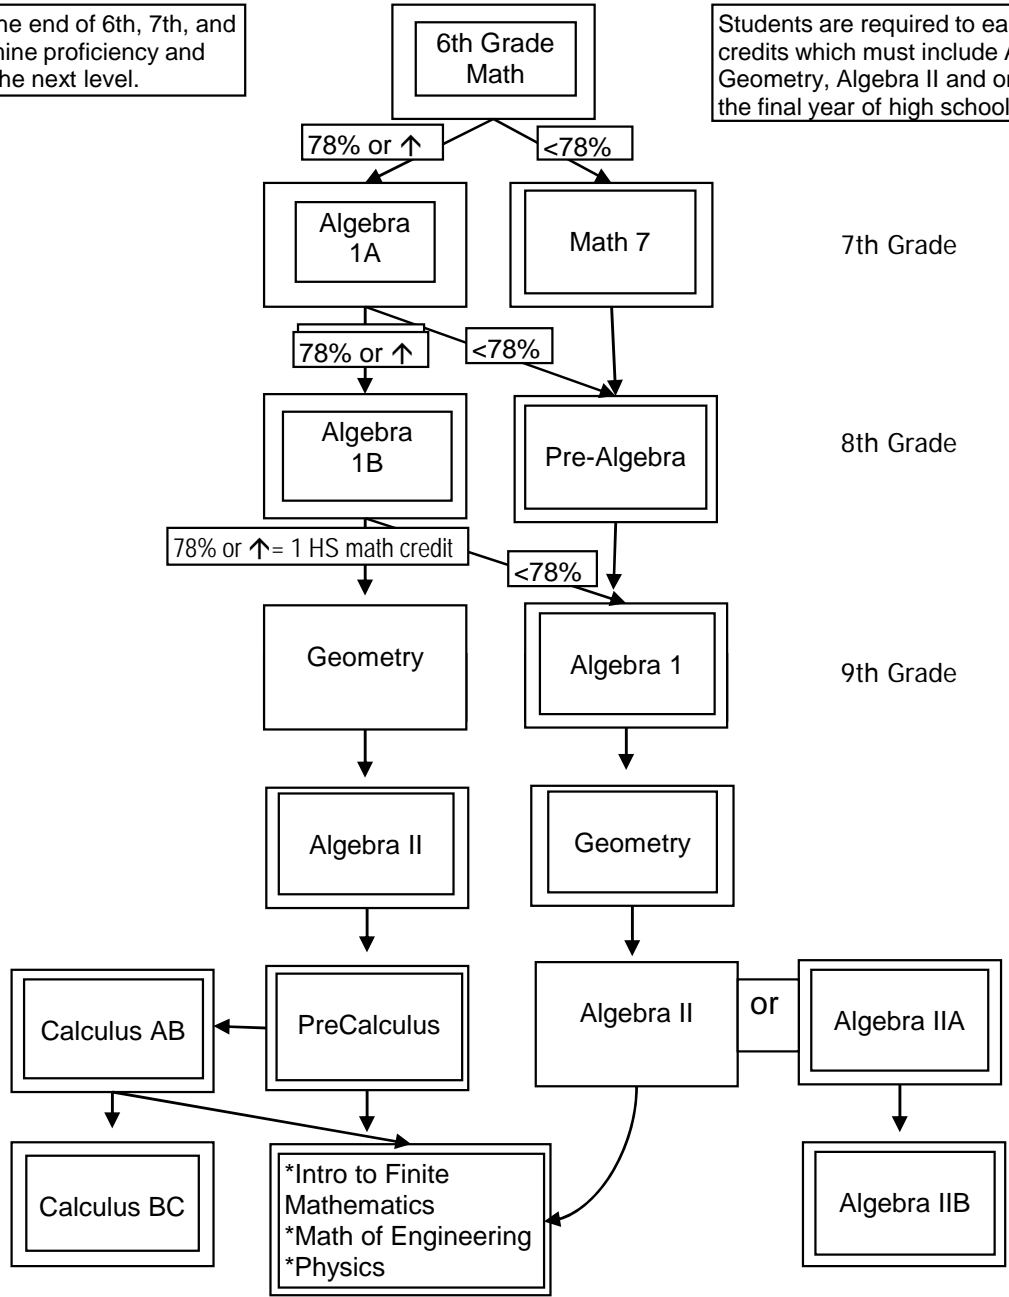 he end of 6th, 7th, and
nine proficiency and
he next level.
6th Grade
Math
Students are required to ea
credits which must include A
Geometry, Algebra II and or
the final year of high school
78% or ↑
<78%
Algebra
1A
Math 7
7th Grade
78% or ↑
<78%
Algebra
1B
Pre-Algebra
8th Grade
78% or ↑= 1 HS math credit
<78%
Geometry
Algebra 1
9th Grade
Algebra II
Geometry
Calculus AB
PreCalculus
Algebra II
or
Algebra IIA
Calculus BC
*Intro to Finite
Mathematics
*Math of Engineering
*Physics
Algebra IIB